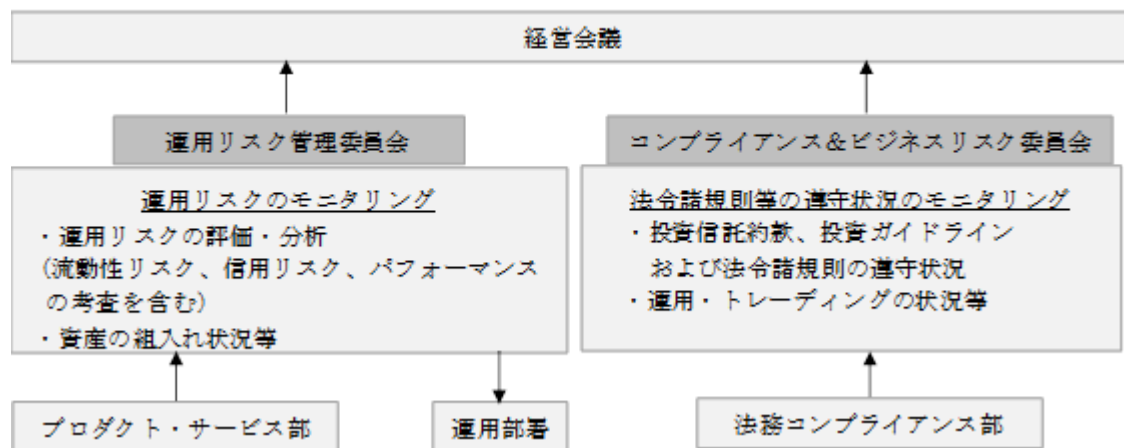 経営会議
運用リスク管理委員会
運用リスクのモニタリング
・運用リスクの評価・分析
(流動性リスク、信用リスク、パフォーマンス
の考査を含む)
・資産の組入れ状況等
コンプライアンス&ビジネスリスク委員会
法令諸規則等の遵守状況のモニタリング
・投資信託約款、投資ガイドライン
および法令諸規則の遵守状況
・運用・トレーディングの状況等
プロダクト・サービス部
運用部署
法務コンプライアンス部